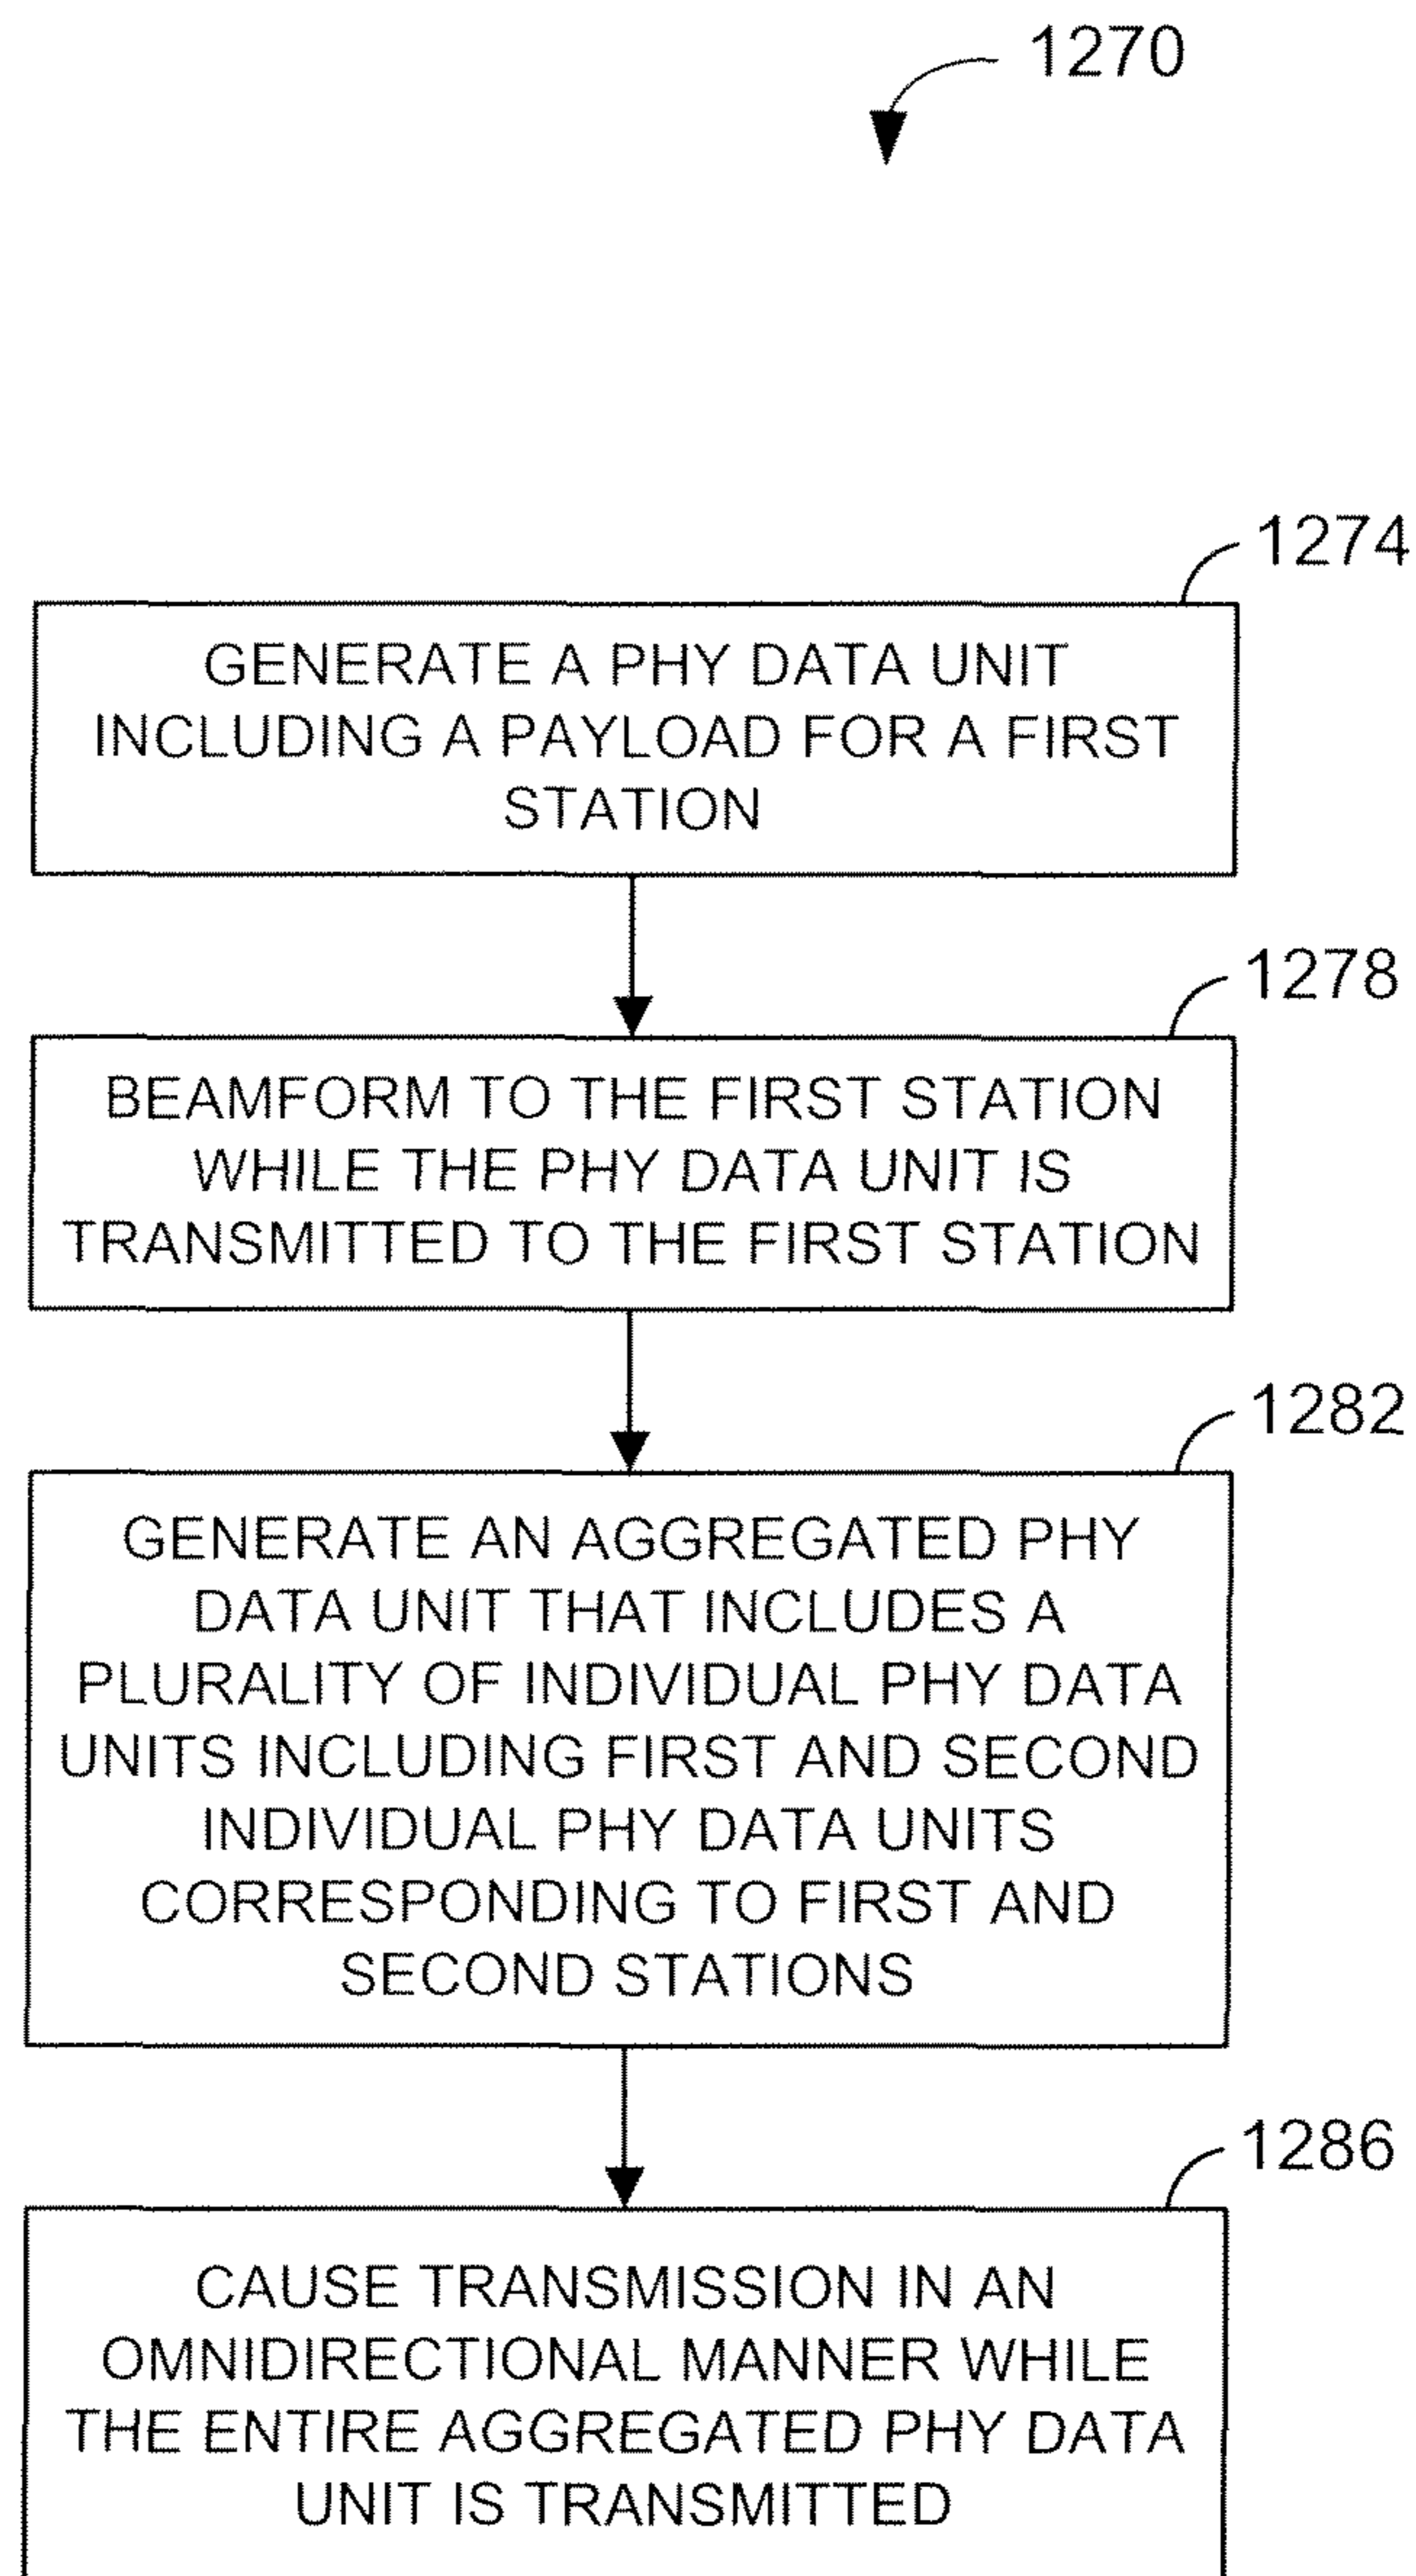 1270
1274
GENERATE A PHY DATA UNIT
INCLUDING A PAYLOAD FOR A FIRST
STATION
1278
BEAMFORM TO THE FIRST STATION
WHILE THE PHY DATA UNIT IS
TRANSMITTED TO THE FIRST STATION
1282
GENERATE AN AGGREGATED PHY
DATA UNIT THAT INCLUDES A
PLURALITY OF INDIVIDUAL PHY DATA
UNITS INCLUDING FIRST AND SECOND
INDIVIDUAL PHY DATA UNITS
CORRESPONDING TO FIRST AND
SECOND STATIONS
1286
CAUSE TRANSMISSION IN AN
OMNIDIRECTIONAL MANNER WHILE
THE ENTIRE AGGREGATED PHY DATA
UNIT IS TRANSMITTED